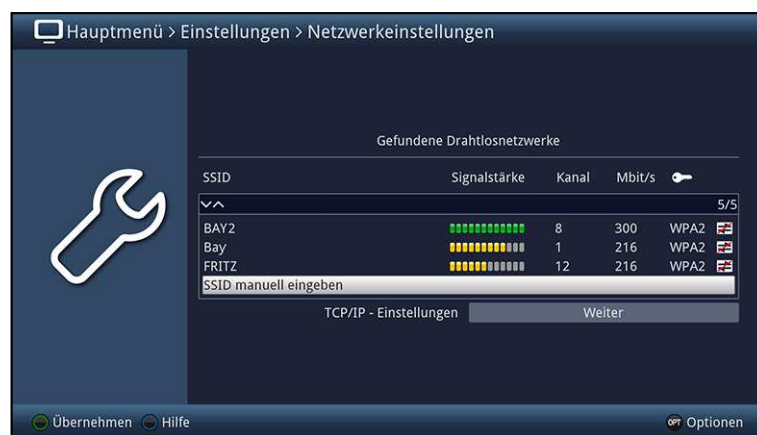 Hauptmenü > Einstellungen > Netzwerkeinstellungen
Gefundene Drahtlosnetzwerke
SSID Signalstärke Kanal Mbit/s
5/5
BAY2 8 300 WPA2
Bay 1 216 WPA2
FRITZ 12 216 WPA2
SSID manuell eingeben
TCP/IP - Einstellungen Weiter
Übernehmen Hilfe OPT Optionen